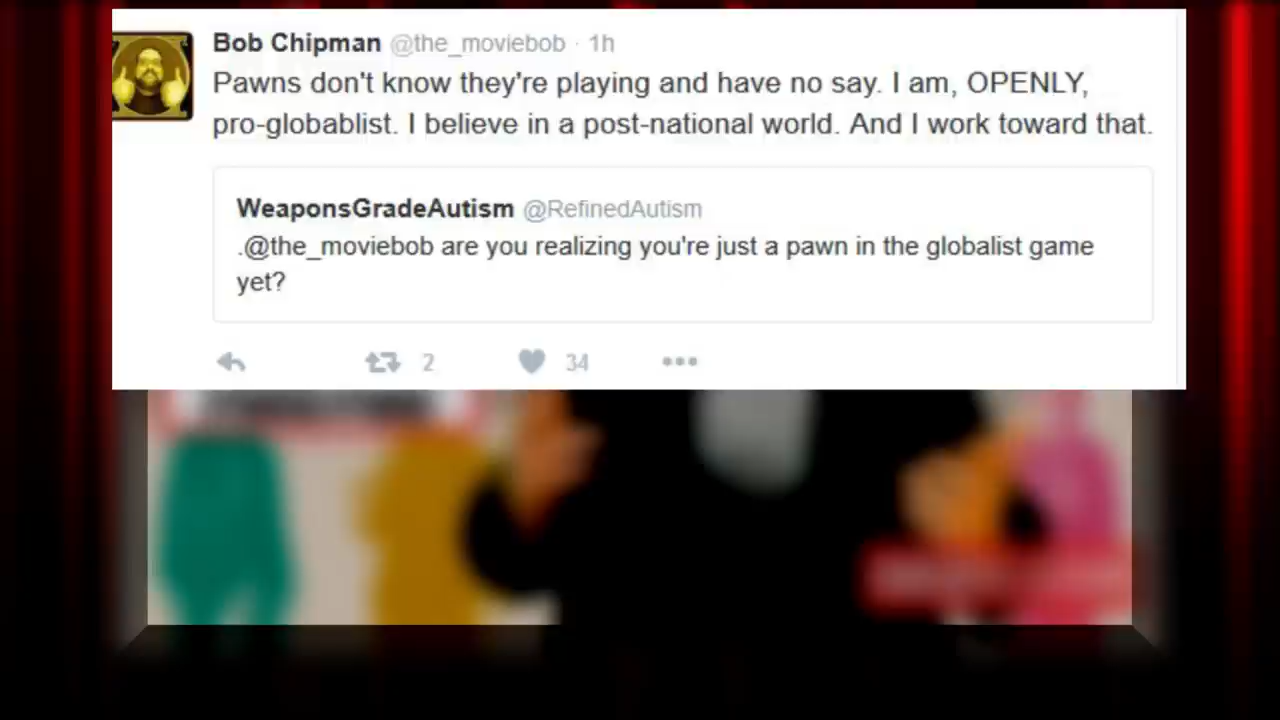 Bob Chipman @the_moviebob · 1h
Pawns don't know they're playing and have no say. I am, OPENLY,
pro-globablist. I believe in a post-national world. And I work toward that.
WeaponsGradeAutism @RefinedAutism
.@the_moviebob are you realizing you're just a pawn in the globalist game
yet?
2 34